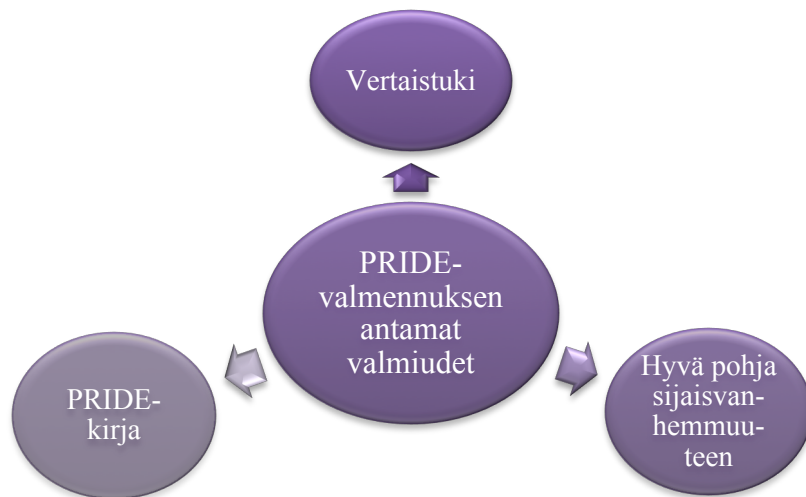 Vertaistuki
PRIDE-
valmennuksen
antamat
valmiudet
PRIDE-
kirja
Hyvä pohja
sijaisvan-
hemmuu-
teen